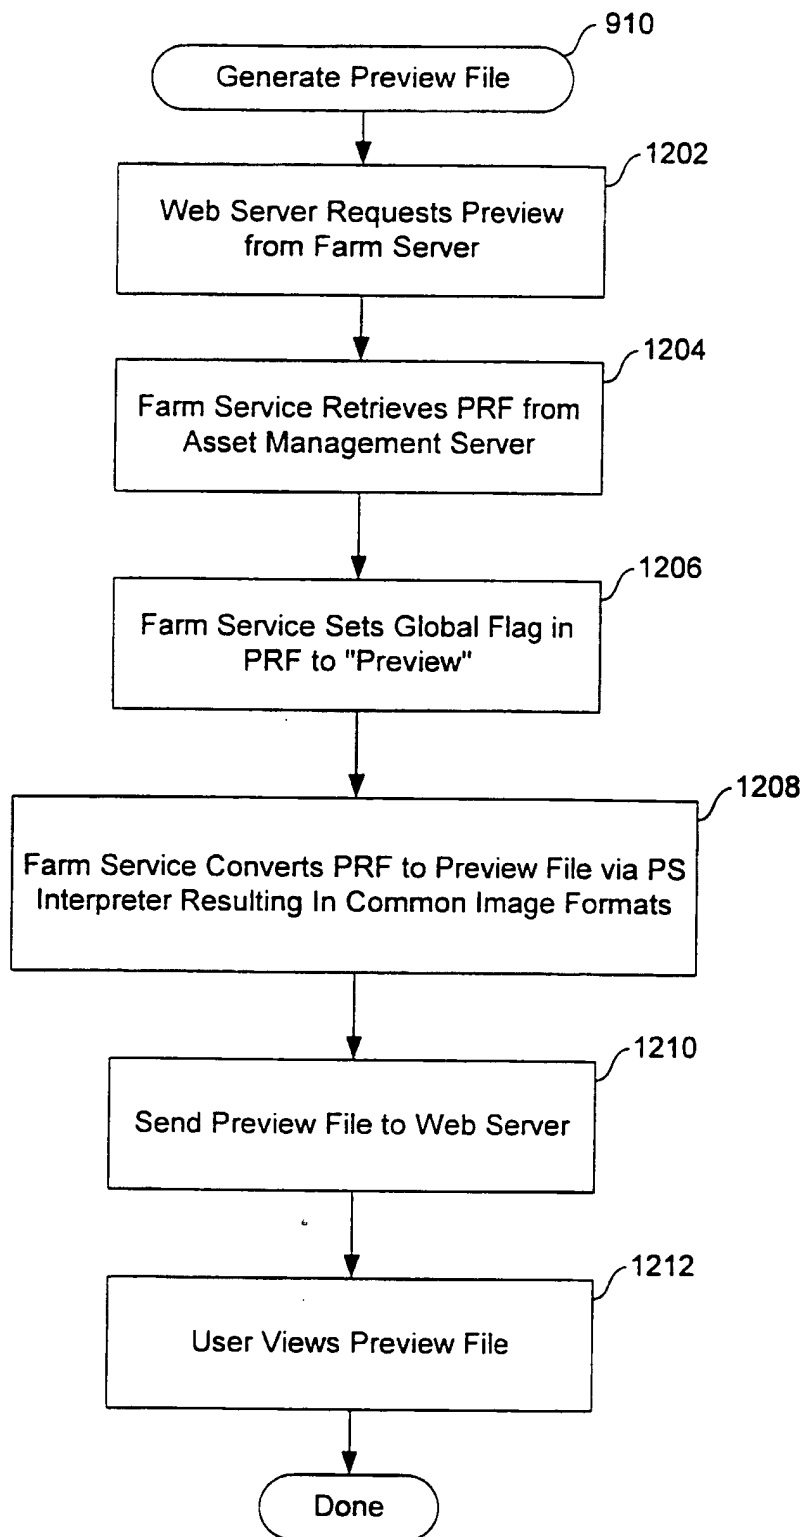 910
Generate Preview File
1202
Web Server Requests Preview
from Farm Server
1204
Farm Service Retrieves PRF from
Asset Management Server
1206
Farm Service Sets Global Flag in
PRF to "Preview"
1208
Farm Service Converts PRF to Preview File via PS
Interpreter Resulting In Common Image Formats
1210
Send Preview File to Web Server
1212
User Views Preview File
Done